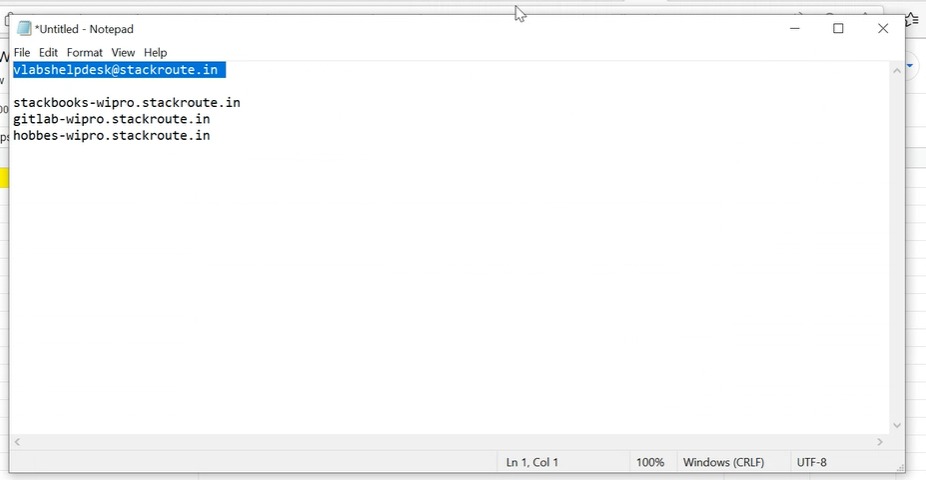 *Untitled - Notepad
File Edit Format View Help
vlabshelpdesk@stackroute.in
stackbooks-wipro.stackroute.in
gitlab-wipro.stackroute.in
hobbes-wipro.stackroute.in
Ln 1, Col 1 100% Windows (CRLF) UTF-8